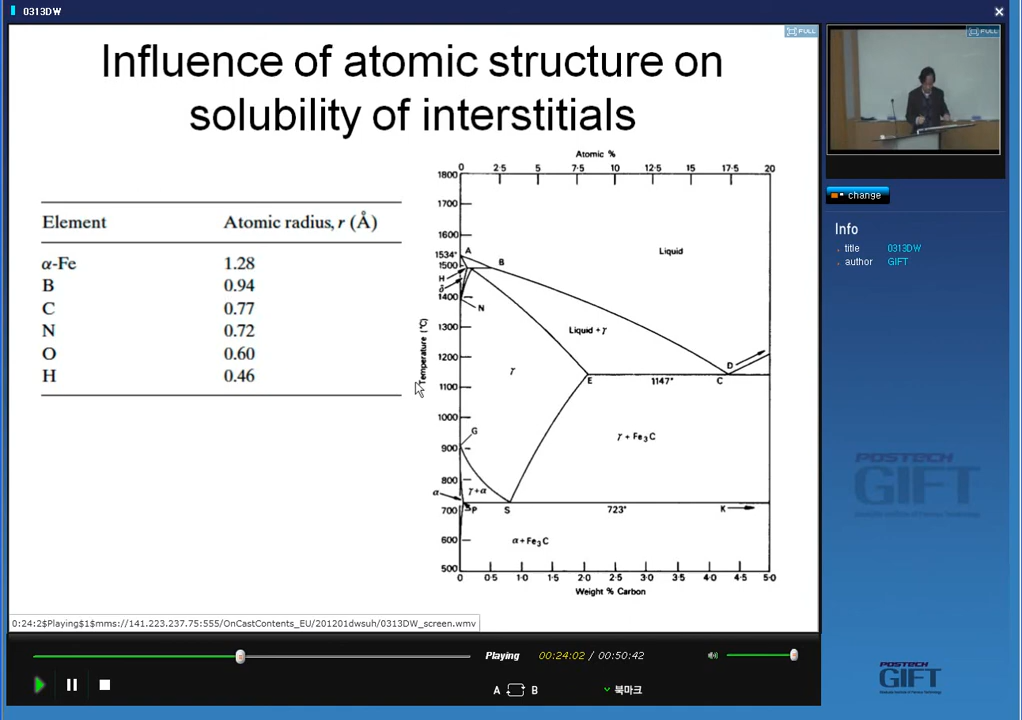 0313DW
FULL
Influence of atomic structure on
solubility of interstitials
Element Atomic radius, r (Å)
α-Fe 1.28
B 0.94
C 0.77
N 0.72
O 0.60
H 0.46
Atomic %
0 2·5 5 7·5 10 12·5 15 17·5 20
1800
1700
1600
1534°
1500
1400
1300
1200
1100
1000
900
800
700
600
500
Temperature (°C)
A
B
H
δ
N
Liquid
Liquid + γ
γ
D
E
1147°
C
G
γ + Fe3C
γ+α
α
P
S
723°
K
α + Fe3C
0 0·5 1·0 1·5 2·0 2·5 3·0 3·5 4·0 4·5 5·0
Weight % Carbon
0:24:2$Playing$1$mms://141.223.237.75:555/OnCastContents_EU/201201dwsuh/0313DW_screen.wmv
Playing 00:24:02 / 00:50:42
A B 북마크
FULL
change
Info
title 0313DW
author GIFT
POSTECH
GIFT
POSTECH
GIFT